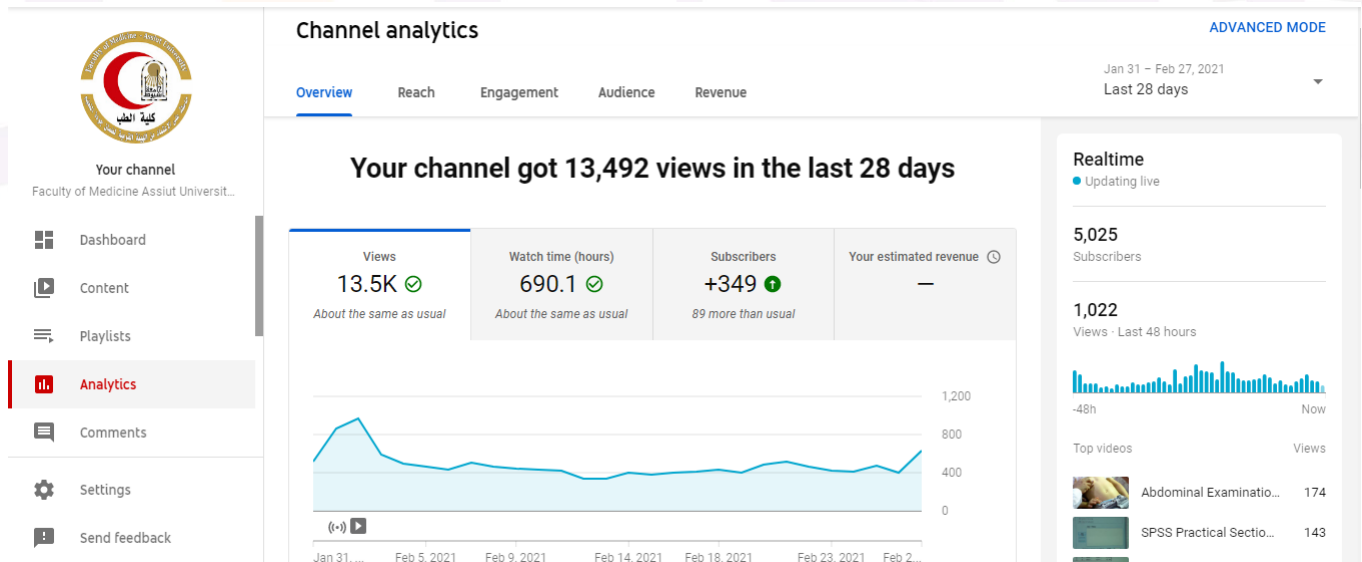 Faculty of Medicine - Assiut University
كلية الطب
Your channel
Faculty of Medicine Assiut Universit...
Dashboard
Content
Playlists
Analytics
Comments
Settings
Send feedback
Channel analytics
ADVANCED MODE
Overview
Reach
Engagement
Audience
Revenue
Jan 31 – Feb 27, 2021
Last 28 days
Your channel got 13,492 views in the last 28 days
Views
13.5K
About the same as usual
Watch time (hours)
690.1
About the same as usual
Subscribers
+349
89 more than usual
Your estimated revenue
—
1,200
800
400
0
Jan 31, ...
Feb 5, 2021
Feb 9, 2021
Feb 14, 2021
Feb 18, 2021
Feb 23, 2021
Feb 2...
Realtime
Updating live
5,025
Subscribers
1,022
Views · Last 48 hours
-48h
Now
Top videos
Views
Abdominal Examinatio...
174
SPSS Practical Sectio...
143